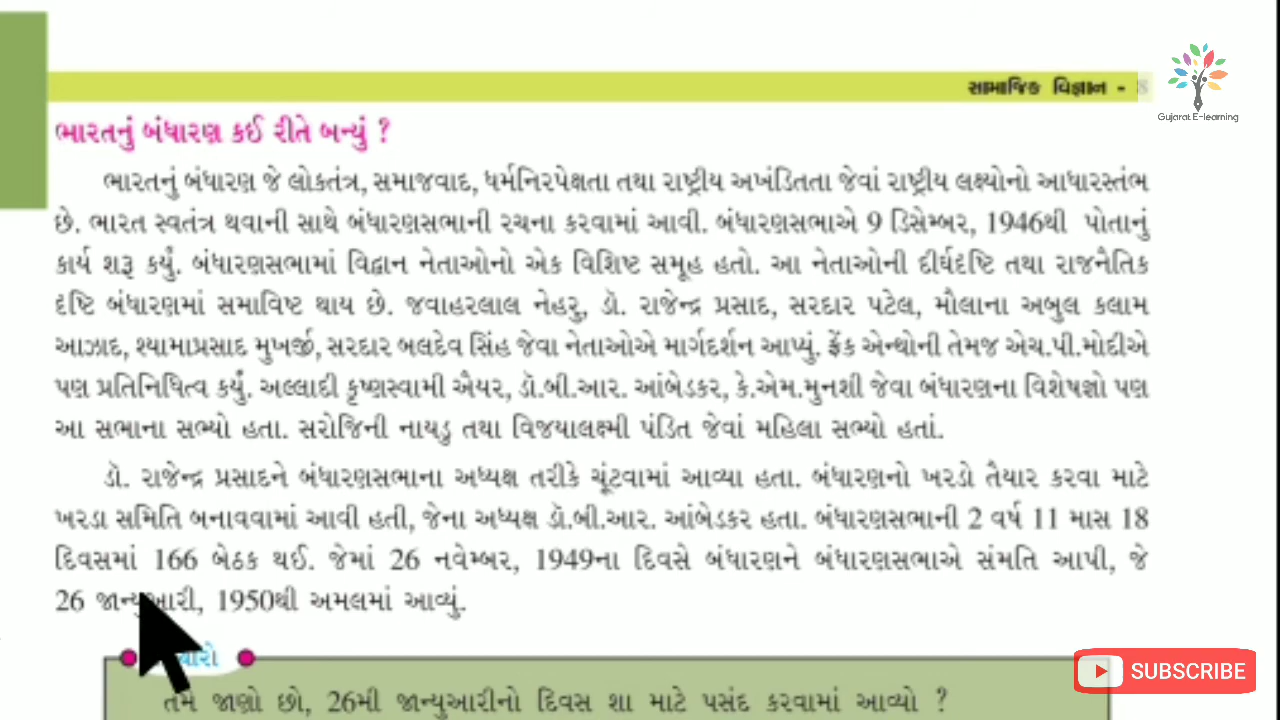 સામાજિક વિજ્ઞાન - 8
Gujarat E-learning
ભારતનું બંધારણ કઈ રીતે બન્યું ?
ભારતનું બંધારણ જે લોકતંત્ર, સમાજવાદ, ધર્મનિરપેક્ષતા તથા રાષ્ટ્રીય અખંડિતતા જેવાં રાષ્ટ્રીય લક્ષ્યોનો આધારસ્તંભ
છે. ભારત સ્વતંત્ર થવાની સાથે બંધારણસભાની રચના કરવામાં આવી. બંધારણસભાએ 9 ડિસેમ્બર, 1946થી પોતાનું
કાર્ય શરૂ કર્યું. બંધારણસભામાં વિદ્વાન નેતાઓનો એક વિશિષ્ટ સમૂહ હતો. આ નેતાઓની દીર્ઘદૃષ્ટિ તથા રાજનૈતિક
દૃષ્ટિ બંધારણમાં સમાવિષ્ટ થાય છે. જવાહરલાલ નેહરુ, ડૉ. રાજેન્દ્ર પ્રસાદ, સરદાર પટેલ, મૌલાના અબુલ કલામ
આઝાદ, શ્યામાપ્રસાદ મુખર્જી, સરદાર બલદેવ સિંહ જેવા નેતાઓએ માર્ગદર્શન આપ્યું. ફ્રેંક એન્થોની તેમજ એચ.પી.મોદીએ
પણ પ્રતિનિધિત્વ કર્યું. અલ્લાદી કૃષ્ણસ્વામી ઐયર, ડૉ.બી.આર. આંબેડકર, કે.એમ.મુનશી જેવા બંધારણના વિશેષજ્ઞો પણ
આ સભાના સભ્યો હતા. સરોજિની નાયડુ તથા વિજયાલક્ષ્મી પંડિત જેવાં મહિલા સભ્યો હતાં.
ડૉ. રાજેન્દ્ર પ્રસાદને બંધારણસભાના અધ્યક્ષ તરીકે ચૂંટવામાં આવ્યા હતા. બંધારણનો ખરડો તૈયાર કરવા માટે
ખરડા સમિતિ બનાવવામાં આવી હતી, જેના અધ્યક્ષ ડૉ.બી.આર. આંબેડકર હતા. બંધારણસભાની 2 વર્ષ 11 માસ 18
દિવસમાં 166 બેઠક થઈ. જેમાં 26 નવેમ્બર, 1949ના દિવસે બંધારણને બંધારણસભાએ સંમતિ આપી, જે
26 જાન્યુઆરી, 1950થી અમલમાં આવ્યું.
તમે જાણો છો, 26મી જાન્યુઆરીનો દિવસ શા માટે પસંદ કરવામાં આવ્યો ?
SUBSCRIBE